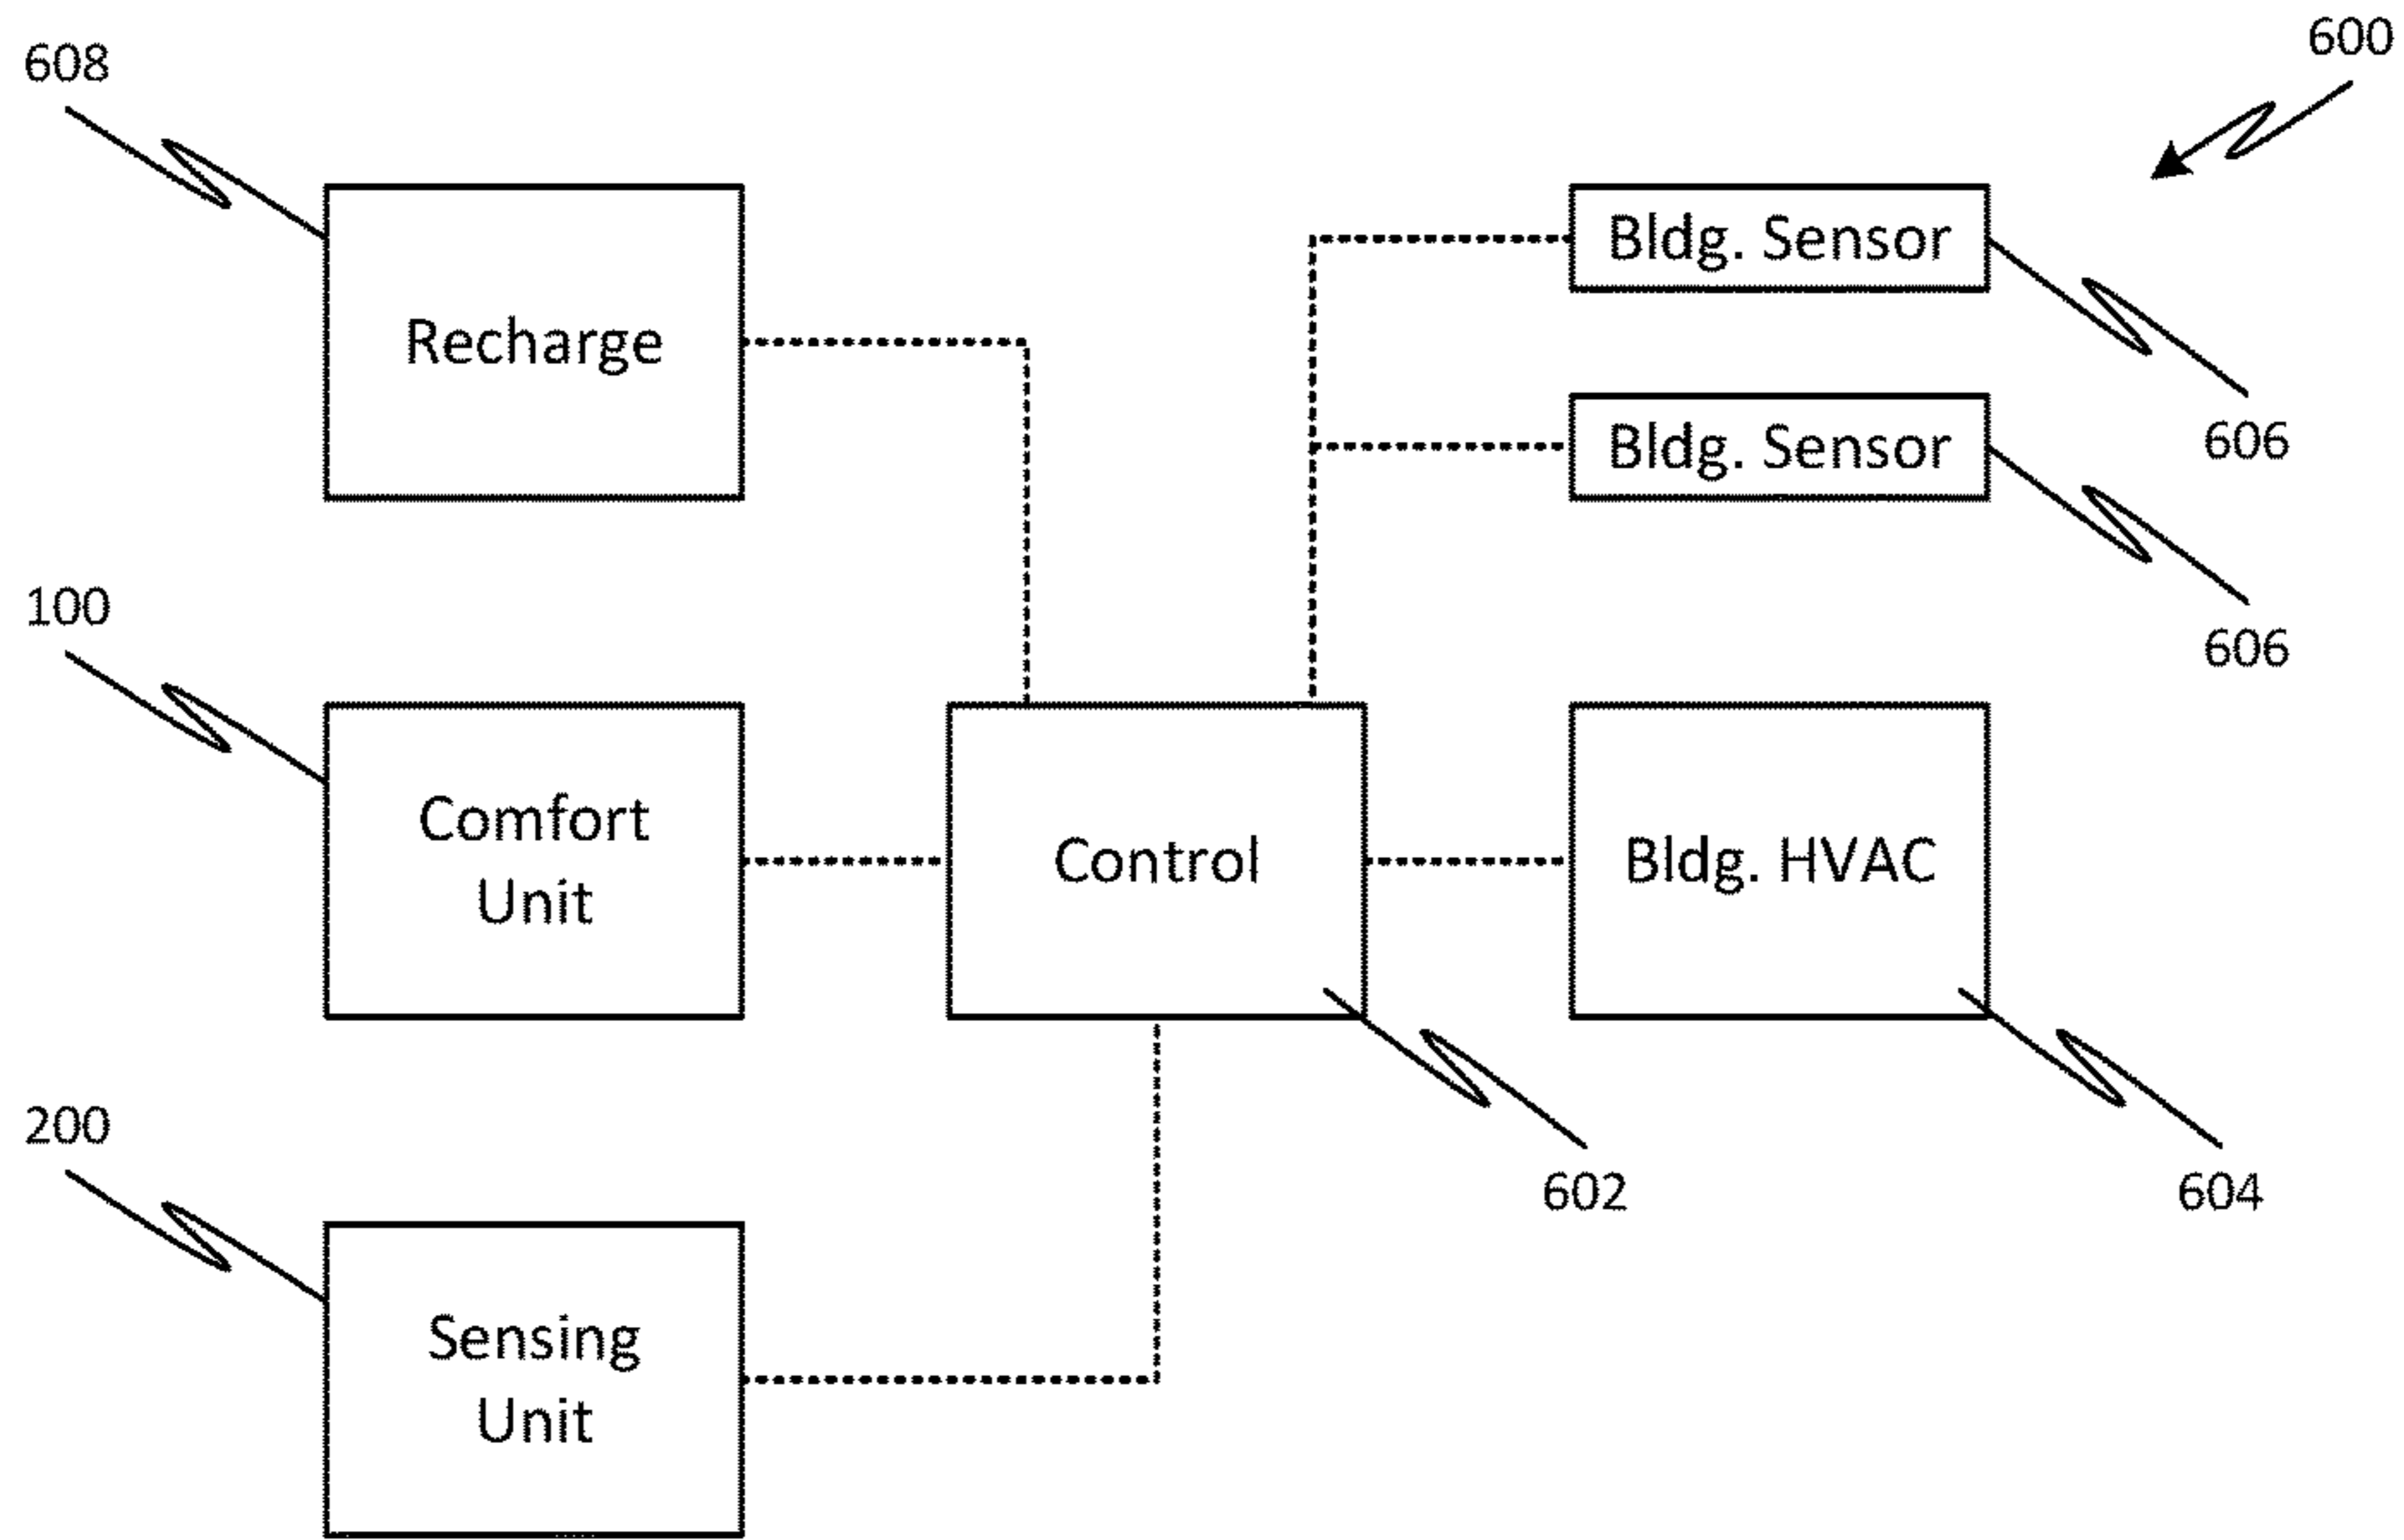 600
608
Bldg. Sensor
Recharge
606
Bldg. Sensor
100
606
Comfort
Unit
Control
Bldg. HVAC
200
602
604
Sensing
Unit